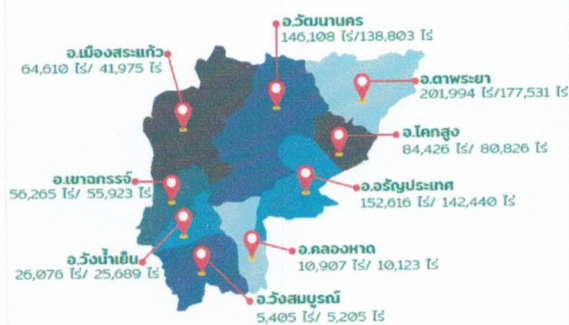 อ.วัฒนานคร
146,108 ไร่/138,803 ไร่
อ.เมืองสระแก้ว
64,610 ไร่/ 41,975 ไร่
อ.ตาพระยา
201,994 ไร่/177,531 ไร่
อ.โคกสูง
84,426 ไร่/ 80,826 ไร่
อ.เขาฉกรรจ์
56,265 ไร่/ 55,923 ไร่
อ.อรัญประเทศ
152,616 ไร่/ 142,440 ไร่
อ.วังน้ำเย็น
26,076 ไร่/ 25,689 ไร่
อ.คลองหาด
10,907 ไร่/ 10,123 ไร่
อ.วังสมบูรณ์
5,405 ไร่/ 5,205 ไร่